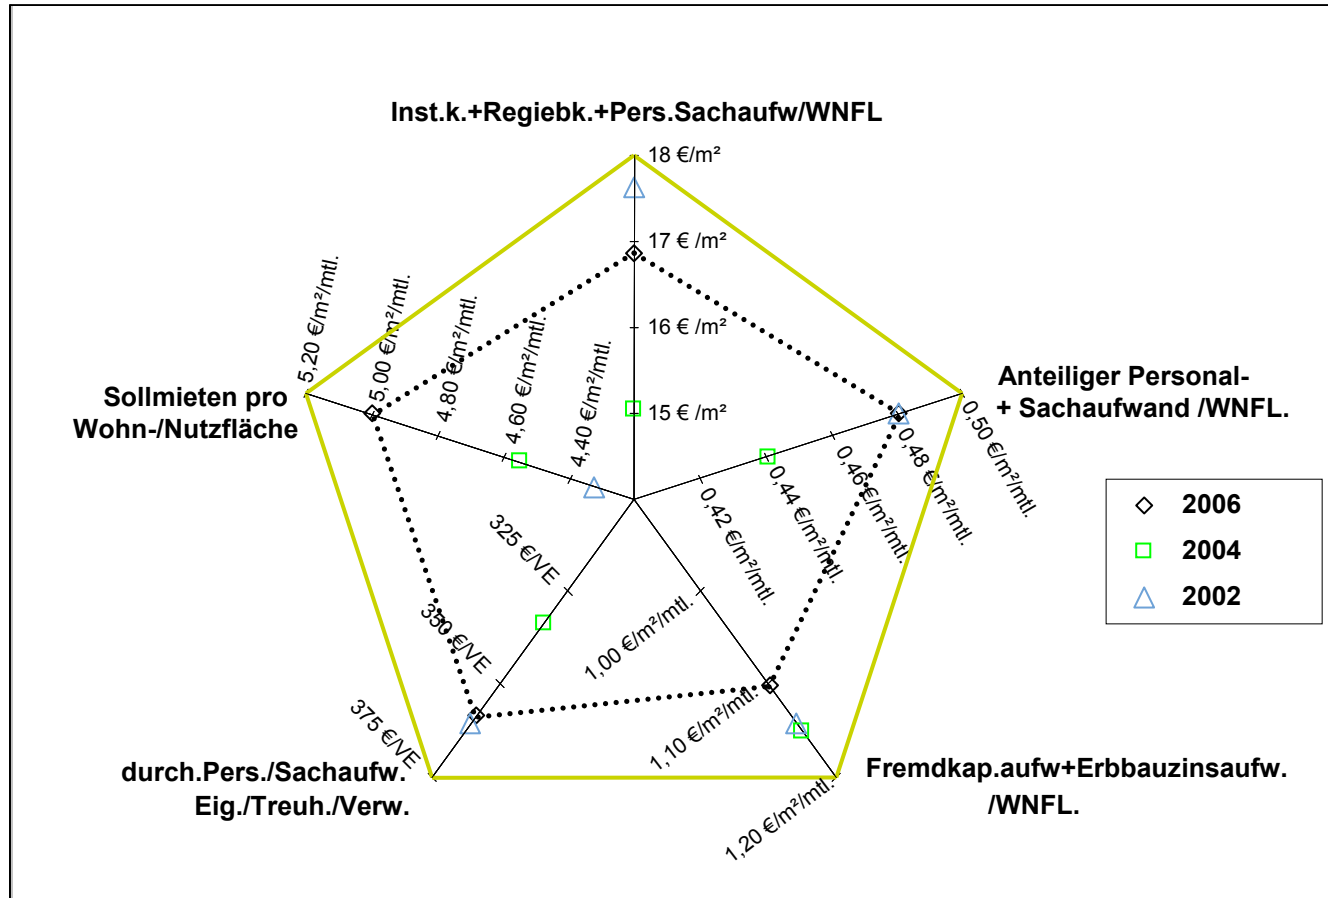 Inst.k.+Regiebk.+Pers.Sachaufw/WNFL
18 €/m²
17 € /m²
16 € /m²
15 € /m²
Anteiliger Personal-
+ Sachaufwand /WNFL.
0,50 €/m²/mtl.
0,48 €/m²/mtl.
0,46 €/m²/mtl.
0,44 €/m²/mtl.
0,42 €/m²/mtl.
Sollmieten pro
Wohn-/Nutzfläche
5,20 €/m²/mtl.
5,00 €/m²/mtl.
4,80 €/m²/mtl.
4,60 €/m²/mtl.
4,40 €/m²/mtl.
2006
2004
2002
325 €/VE
350 €/VE
375 €/VE
durch.Pers./Sachaufw.
Eig./Treuh./Verw.
1,00 €/m²/mtl.
1,10 €/m²/mtl.
1,20 €/m²/mtl.
Fremdkap.aufw+Erbbauzinsaufw.
/WNFL.